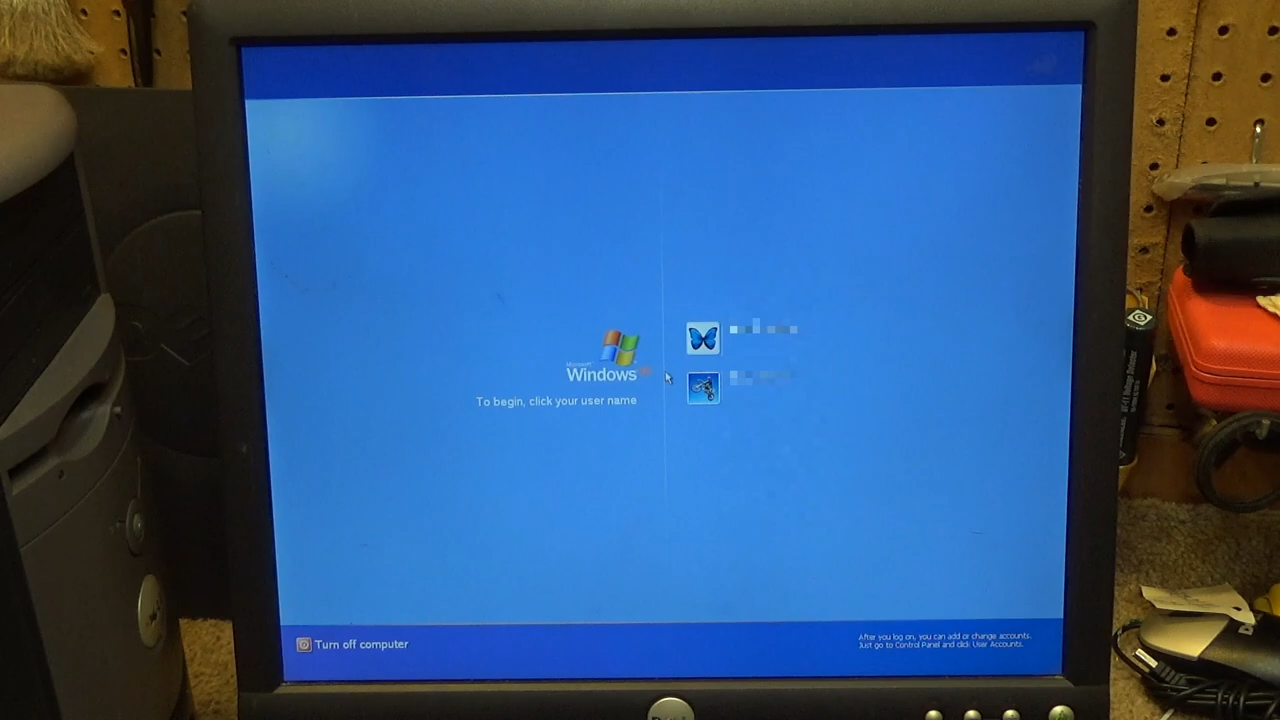 Microsoft
Windows xp
To begin, click your user name
Turn off computer
After you log on, you can add or change accounts.
Just go to Control Panel and click User Accounts.
DELL
G